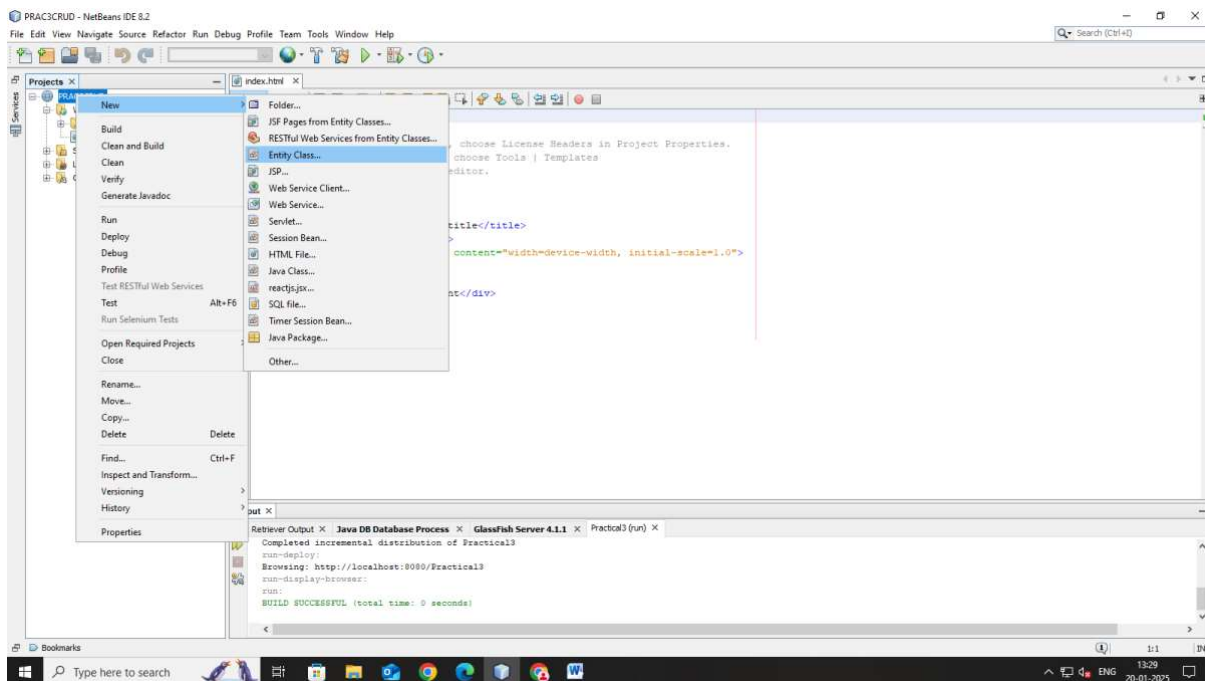 PRAC3CRUD - NetBeans IDE 8.2
File Edit View Navigate Source Refactor Run Debug Profile Team Tools Window Help
Search (Ctrl+I)
Projects
index.html
Services
New
Build
Clean and Build
Clean
Verify
Generate Javadoc
Run
Deploy
Debug
Profile
Test RESTful Web Services
Test Alt+F6
Run Selenium Tests
Open Required Projects
Close
Rename...
Move...
Copy...
Delete Delete
Find... Ctrl+F
Inspect and Transform...
Versioning
History
Properties
Folder...
JSF Pages from Entity Classes...
RESTful Web Services from Entity Classes...
Entity Class...
JSP...
Web Service Client...
Web Service...
Servlet...
Session Bean...
HTML File...
Java Class...
reactjs.jsx...
SQL file...
Timer Session Bean...
Java Package...
Other...
, choose License Headers in Project Properties.
choose Tools | Templates
editor.
title</title>
>
content="width=device-width, initial-scale=1.0">
nt</div>
put
Retriever Output Java DB Database Process GlassFish Server 4.1.1 Practical3 (run)
Completed incremental distribution of Practical3
run-deploy:
Browsing: http://localhost:8080/Practical3
run-display-browser:
run:
BUILD SUCCESSFUL (total time: 0 seconds)
Bookmarks
1:1
Type here to search
ENG
13:29
20-01-2025